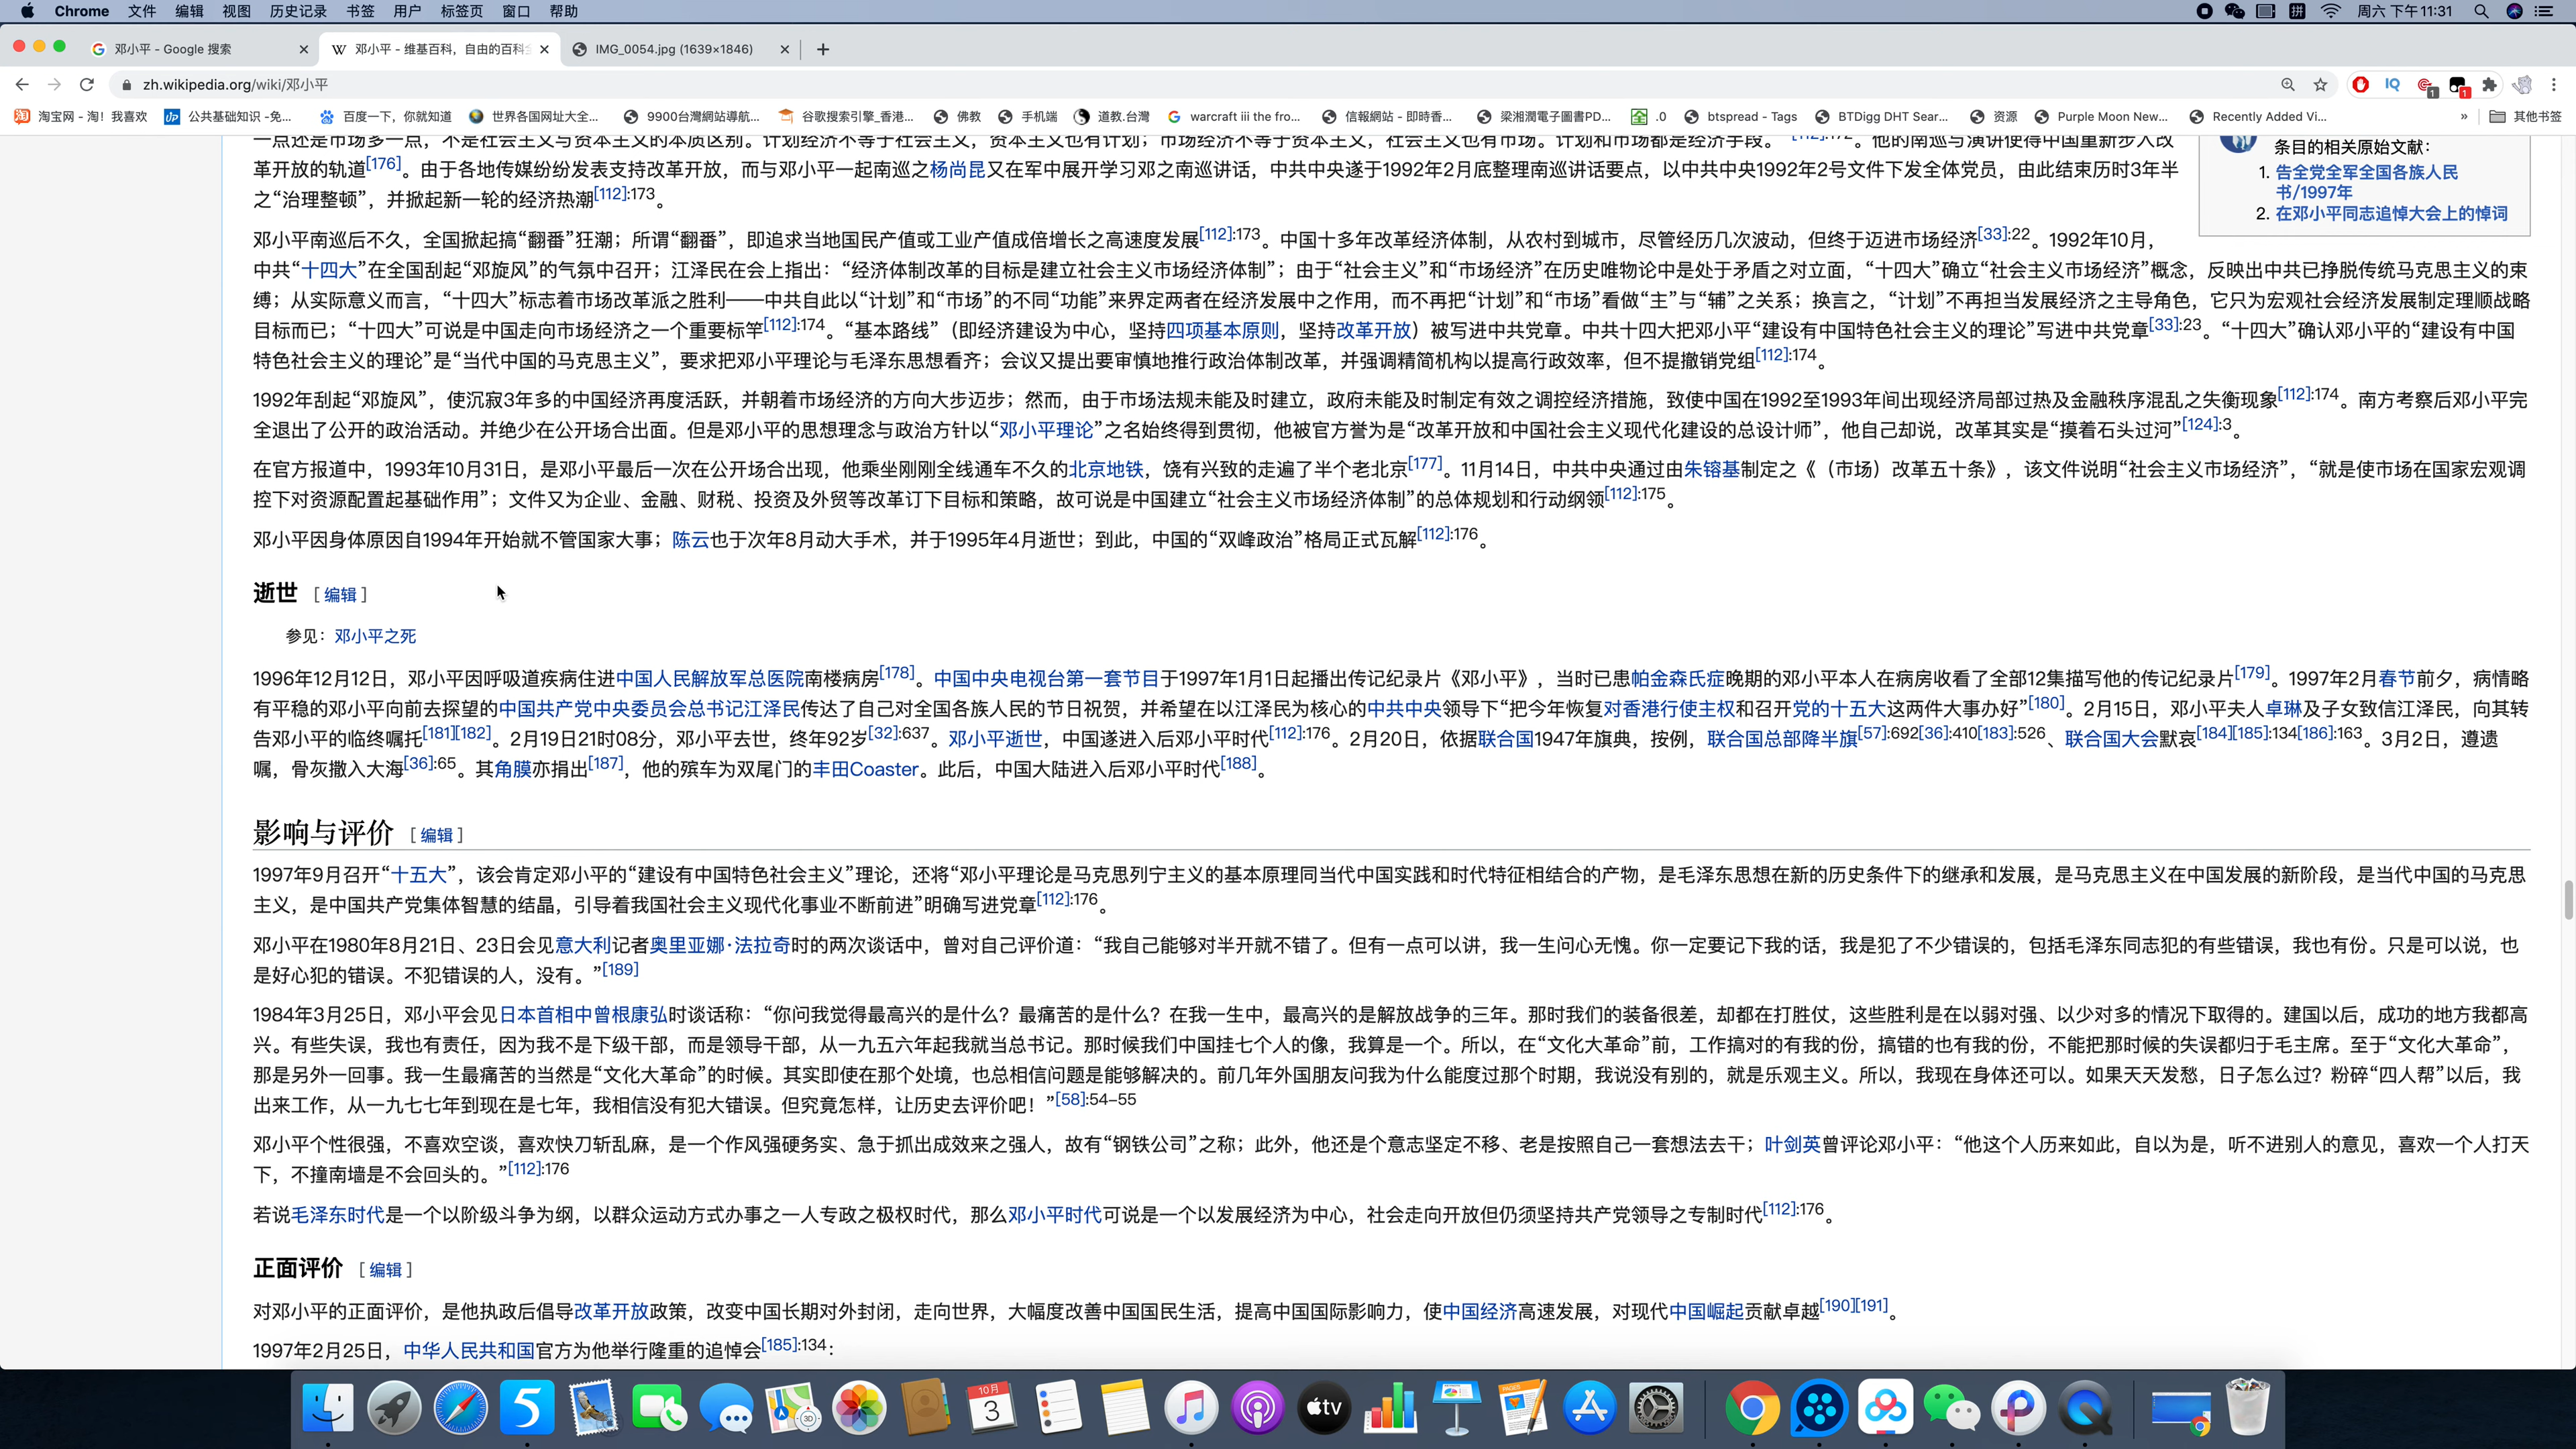 Chrome 文件 编辑 视图 历史记录 书签 用户 标签页 窗口 帮助 周六 下午11:31
邓小平 - Google 搜索 邓小平 - 维基百科，自由的百科全 IMG_0054.jpg (1639×1846)
zh.wikipedia.org/wiki/邓小平
淘宝网 - 淘！我喜欢 公共基础知识 -免... 百度一下，你就知道 世界各国网址大全... 9900台灣網站導航... 谷歌搜索引擎_香港... 佛教 手机端 道教.台灣 warcraft iii the fro... 信報網站 - 即時香... 梁湘潤電子圖書PD... .0 btspread - Tags BTDigg DHT Sear... 资源 Purple Moon New... Recently Added Vi... » 其他书签
一点还是市场多一点，不是社会主义与资本主义的本质区别。计划经济不等于社会主义，资本主义也有计划；市场经济不等于资本主义，社会主义也有市场。计划和市场都是经济手段。”[112]:172。他的南巡与演讲使得中国重新步入改
革开放的轨道[176]。由于各地传媒纷纷发表支持改革开放，而与邓小平一起南巡之杨尚昆又在军中展开学习邓之南巡讲话，中共中央遂于1992年2月底整理南巡讲话要点，以中共中央1992年2号文件下发全体党员，由此结束历时3年半
之“治理整顿”，并掀起新一轮的经济热潮[112]:173。
条目的相关原始文献：
1. 告全党全军全国各族人民
书/1997年
2. 在邓小平同志追悼大会上的悼词
邓小平南巡后不久，全国掀起搞“翻番”狂潮；所谓“翻番”，即追求当地国民产值或工业产值成倍增长之高速度发展[112]:173。中国十多年改革经济体制，从农村到城市，尽管经历几次波动，但终于迈进市场经济[33]:22。1992年10月，
中共“十四大”在全国刮起“邓旋风”的气氛中召开；江泽民在会上指出：“经济体制改革的目标是建立社会主义市场经济体制”；由于“社会主义”和“市场经济”在历史唯物论中是处于矛盾之对立面，“十四大”确立“社会主义市场经济”概念，反映出中共已挣脱传统马克思主义的束
缚；从实际意义而言，“十四大”标志着市场改革派之胜利——中共自此以“计划”和“市场”的不同“功能”来界定两者在经济发展中之作用，而不再把“计划”和“市场”看做“主”与“辅”之关系；换言之，“计划”不再担当发展经济之主导角色，它只为宏观社会经济发展制定理顺战略
目标而已；“十四大”可说是中国走向市场经济之一个重要标竿[112]:174。“基本路线”（即经济建设为中心，坚持四项基本原则，坚持改革开放）被写进中共党章。中共十四大把邓小平“建设有中国特色社会主义的理论”写进中共党章[33]:23。“十四大”确认邓小平的“建设有中国
特色社会主义的理论”是“当代中国的马克思主义”，要求把邓小平理论与毛泽东思想看齐；会议又提出要审慎地推行政治体制改革，并强调精简机构以提高行政效率，但不提撤销党组[112]:174。
1992年刮起“邓旋风”，使沉寂3年多的中国经济再度活跃，并朝着市场经济的方向大步迈步；然而，由于市场法规未能及时建立，政府未能及时制定有效之调控经济措施，致使中国在1992至1993年间出现经济局部过热及金融秩序混乱之失衡现象[112]:174。南方考察后邓小平完
全退出了公开的政治活动。并绝少在公开场合出面。但是邓小平的思想理念与政治方针以“邓小平理论”之名始终得到贯彻，他被官方誉为是“改革开放和中国社会主义现代化建设的总设计师”，他自己却说，改革其实是“摸着石头过河”[124]:3。
在官方报道中，1993年10月31日，是邓小平最后一次在公开场合出现，他乘坐刚刚全线通车不久的北京地铁，饶有兴致的走遍了半个老北京[177]。11月14日，中共中央通过由朱镕基制定之《（市场）改革五十条》，该文件说明“社会主义市场经济”，“就是使市场在国家宏观调
控下对资源配置起基础作用”；文件又为企业、金融、财税、投资及外贸等改革订下目标和策略，故可说是中国建立“社会主义市场经济体制”的总体规划和行动纲领[112]:175。
邓小平因身体原因自1994年开始就不管国家大事；陈云也于次年8月动大手术，并于1995年4月逝世；到此，中国的“双峰政治”格局正式瓦解[112]:176。
逝世 [编辑]
参见：邓小平之死
1996年12月12日，邓小平因呼吸道疾病住进中国人民解放军总医院南楼病房[178]。中国中央电视台第一套节目于1997年1月1日起播出传记纪录片《邓小平》，当时已患帕金森氏症晚期的邓小平本人在病房收看了全部12集描写他的传记纪录片[179]。1997年2月春节前夕，病情略
有平稳的邓小平向前去探望的中国共产党中央委员会总书记江泽民传达了自己对全国各族人民的节日祝贺，并希望在以江泽民为核心的中共中央领导下“把今年恢复对香港行使主权和召开党的十五大这两件大事办好”[180]。2月15日，邓小平夫人卓琳及子女致信江泽民，向其转
告邓小平的临终嘱托[181][182]。2月19日21时08分，邓小平去世，终年92岁[32]:637。邓小平逝世，中国遂进入后邓小平时代[112]:176。2月20日，依据联合国1947年旗典，按例，联合国总部降半旗[57]:692[36]:410[183]:526、联合国大会默哀[184][185]:134[186]:163。3月2日，遵遗
嘱，骨灰撒入大海[36]:65。其角膜亦捐出[187]，他的殡车为双尾门的丰田Coaster。此后，中国大陆进入后邓小平时代[188]。
影响与评价 [编辑]
1997年9月召开“十五大”，该会肯定邓小平的“建设有中国特色社会主义”理论，还将“邓小平理论是马克思列宁主义的基本原理同当代中国实践和时代特征相结合的产物，是毛泽东思想在新的历史条件下的继承和发展，是马克思主义在中国发展的新阶段，是当代中国的马克思
主义，是中国共产党集体智慧的结晶，引导着我国社会主义现代化事业不断前进”明确写进党章[112]:176。
邓小平在1980年8月21日、23日会见意大利记者奥里亚娜·法拉奇时的两次谈话中，曾对自己评价道：“我自己能够对半开就不错了。但有一点可以讲，我一生问心无愧。你一定要记下我的话，我是犯了不少错误的，包括毛泽东同志犯的有些错误，我也有份。只是可以说，也
是好心犯的错误。不犯错误的人，没有。”[189]
1984年3月25日，邓小平会见日本首相中曾根康弘时谈话称：“你问我觉得最高兴的是什么？最痛苦的是什么？在我一生中，最高兴的是解放战争的三年。那时我们的装备很差，却都在打胜仗，这些胜利是在以弱对强、以少对多的情况下取得的。建国以后，成功的地方我都高
兴。有些失误，我也有责任，因为我不是下级干部，而是领导干部，从一九五六年起我就当总书记。那时候我们中国挂七个人的像，我算是一个。所以，在“文化大革命”前，工作搞对的有我的份，搞错的也有我的份，不能把那时候的失误都归于毛主席。至于“文化大革命”，
那是另外一回事。我一生最痛苦的当然是“文化大革命”的时候。其实即使在那个处境，也总相信问题是能够解决的。前几年外国朋友问我为什么能度过那个时期，我说没有别的，就是乐观主义。所以，我现在身体还可以。如果天天发愁，日子怎么过？粉碎“四人帮”以后，我
出来工作，从一九七七年到现在是七年，我相信没有犯大错误。但究竟怎样，让历史去评价吧！”[58]:54–55
邓小平个性很强，不喜欢空谈，喜欢快刀斩乱麻，是一个作风强硬务实、急于抓出成效来之强人，故有“钢铁公司”之称；此外，他还是个意志坚定不移、老是按照自己一套想法去干；叶剑英曾评论邓小平：“他这个人历来如此，自以为是，听不进别人的意见，喜欢一个人打天
下，不撞南墙是不会回头的。”[112]:176
若说毛泽东时代是一个以阶级斗争为纲，以群众运动方式办事之一人专政之极权时代，那么邓小平时代可说是一个以发展经济为中心，社会走向开放但仍须坚持共产党领导之专制时代[112]:176。
正面评价 [编辑]
对邓小平的正面评价，是他执政后倡导改革开放政策，改变中国长期对外封闭，走向世界，大幅度改善中国国民生活，提高中国国际影响力，使中国经济高速发展，对现代中国崛起贡献卓越[190][191]。
1997年2月25日，中华人民共和国官方为他举行隆重的追悼会[185]:134：
10月
3
tv
PAGES